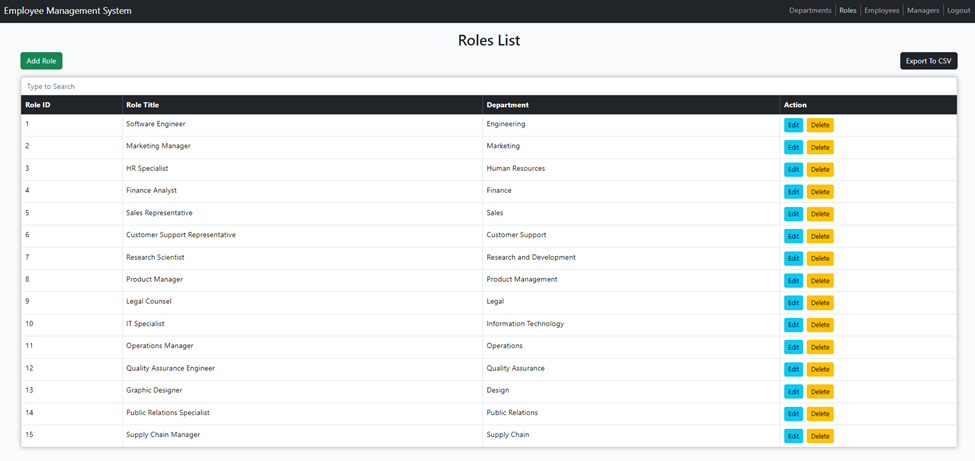 Employee Management System Departments Roles Employees Managers Logout
Roles List
Add Role Export To CSV
Type to Search
Role ID Role Title Department Action
1 Software Engineer Engineering Edit Delete
2 Marketing Manager Marketing Edit Delete
3 HR Specialist Human Resources Edit Delete
4 Finance Analyst Finance Edit Delete
5 Sales Representative Sales Edit Delete
6 Customer Support Representative Customer Support Edit Delete
7 Research Scientist Research and Development Edit Delete
8 Product Manager Product Management Edit Delete
9 Legal Counsel Legal Edit Delete
10 IT Specialist Information Technology Edit Delete
11 Operations Manager Operations Edit Delete
12 Quality Assurance Engineer Quality Assurance Edit Delete
13 Graphic Designer Design Edit Delete
14 Public Relations Specialist Public Relations Edit Delete
15 Supply Chain Manager Supply Chain Edit Delete